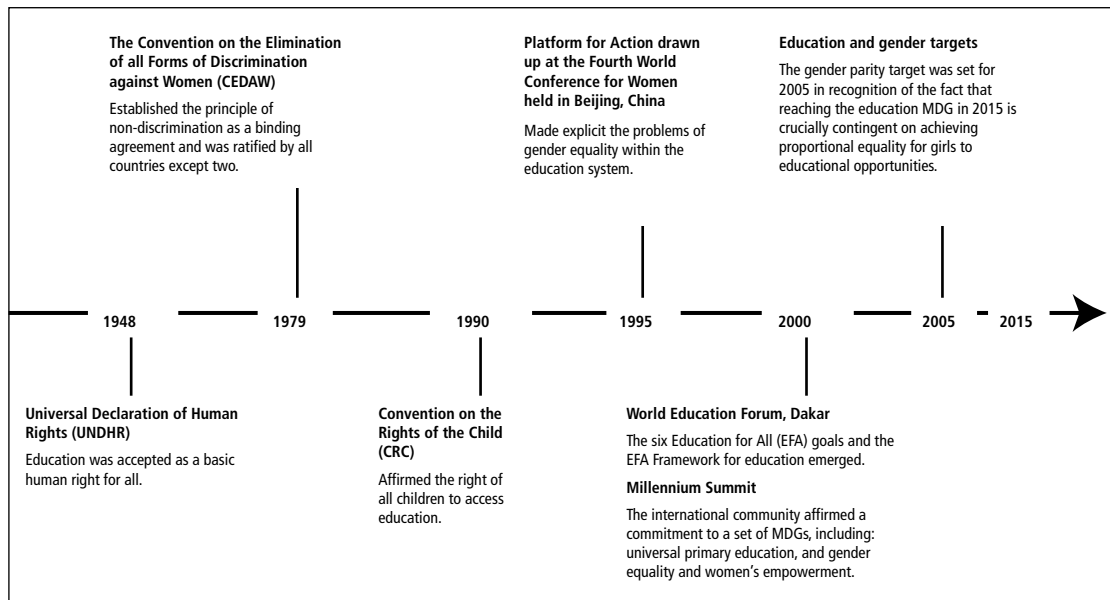 The Convention on the Elimination
of all Forms of Discrimination
against Women (CEDAW)
Established the principle of
non-discrimination as a binding
agreement and was ratified by all
countries except two.
Platform for Action drawn
up at the Fourth World
Conference for Women
held in Beijing, China
Made explicit the problems of
gender equality within the
education system.
Education and gender targets
The gender parity target was set for
2005 in recognition of the fact that
reaching the education MDG in 2015 is
crucially contingent on achieving
proportional equality for girls to
educational opportunities.
1948 1979 1990 1995 2000 2005 2015
Universal Declaration of Human
Rights (UNDHR)
Education was accepted as a basic
human right for all.
Convention on the
Rights of the Child
(CRC)
Affirmed the right of
all children to access
education.
World Education Forum, Dakar
The six Education for All (EFA) goals and the
EFA Framework for education emerged.
Millennium Summit
The international community affirmed a
commitment to a set of MDGs, including:
universal primary education, and gender
equality and women's empowerment.